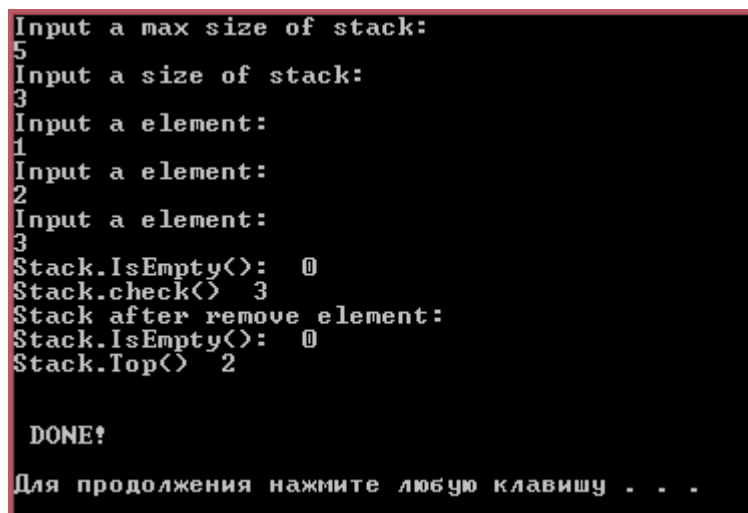 Input a max size of stack:
5
Input a size of stack:
3
Input a element:
1
Input a element:
2
Input a element:
3
Stack.IsEmpty():  0
Stack.check()  3
Stack after remove element:
Stack.IsEmpty():  0
Stack.Top()  2
DONE!
Для продолжения нажмите любую клавишу . . .